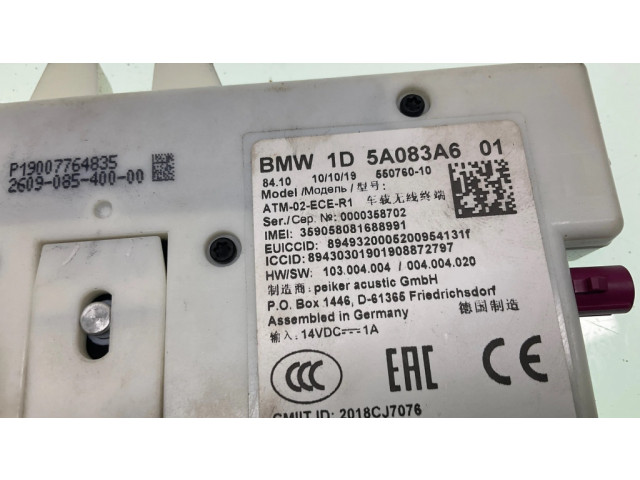 P19007764835
2609-085-400-00
BMW 1D 5A083A6 01
84.10 10/10/19 550760-10
Model /Модель / 型号:
ATM-02-ECE-R1 车载无线终端
Ser./Сер. №: 0000358702
IMEI: 359058081688991
EUICCID: 8949320005200954131f
ICCID: 89430301901908872797
HW/SW: 103.004.004 / 004.004.020
制造商: peiker acustic GmbH
P.O. Box 1446, D-61365 Friedrichsdorf
Assembled in Germany 德国制造
输入: 14VDC⎓1A
CCC EAC
CMIIT ID: 2018CJ7076